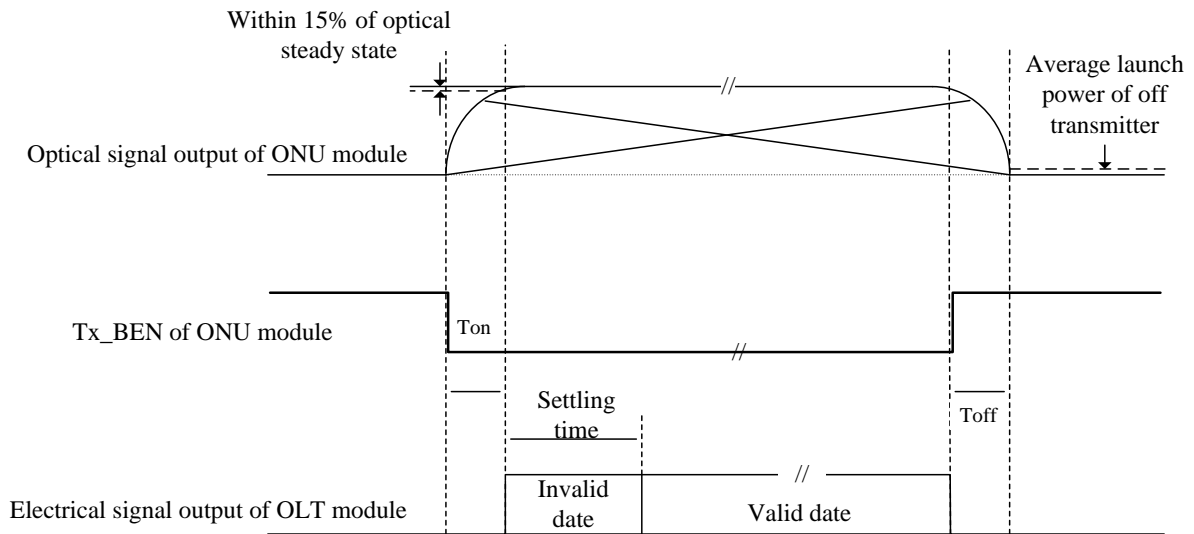 Within 15% of optical
steady state
Average launch
power of off
transmitter
Optical signal output of ONU module
Tx_BEN of ONU module
Ton
Settling
time
Toff
Electrical signal output of OLT module
Invalid
date
Valid date